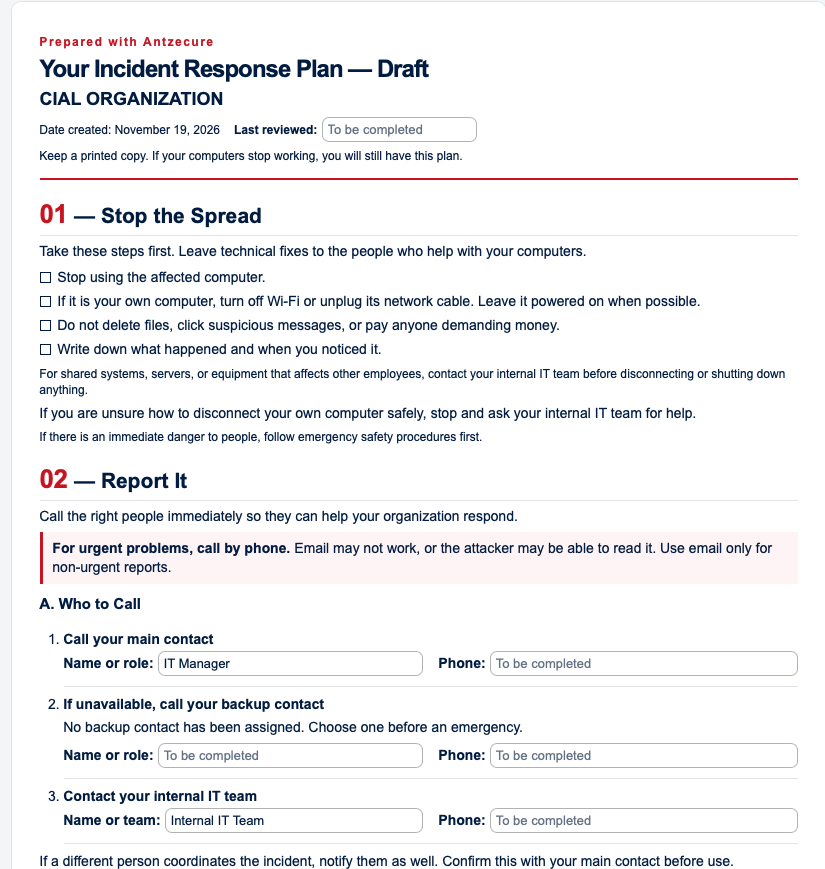 Prepared with Antzecure
Your Incident Response Plan — Draft
CIAL ORGANIZATION
Date created: November 19, 2026 Last reviewed: To be completed
Keep a printed copy. If your computers stop working, you will still have this plan.
01 — Stop the Spread
Take these steps first. Leave technical fixes to the people who help with your computers.
Stop using the affected computer.
If it is your own computer, turn off Wi-Fi or unplug its network cable. Leave it powered on when possible.
Do not delete files, click suspicious messages, or pay anyone demanding money.
Write down what happened and when you noticed it.
For shared systems, servers, or equipment that affects other employees, contact your internal IT team before disconnecting or shutting down
anything.
If you are unsure how to disconnect your own computer safely, stop and ask your internal IT team for help.
If there is an immediate danger to people, follow emergency safety procedures first.
02 — Report It
Call the right people immediately so they can help your organization respond.
For urgent problems, call by phone. Email may not work, or the attacker may be able to read it. Use email only for
non-urgent reports.
A. Who to Call
1. Call your main contact
Name or role: IT Manager Phone: To be completed
2. If unavailable, call your backup contact
No backup contact has been assigned. Choose one before an emergency.
Name or role: To be completed Phone: To be completed
3. Contact your internal IT team
Name or team: Internal IT Team Phone: To be completed
If a different person coordinates the incident, notify them as well. Confirm this with your main contact before use.